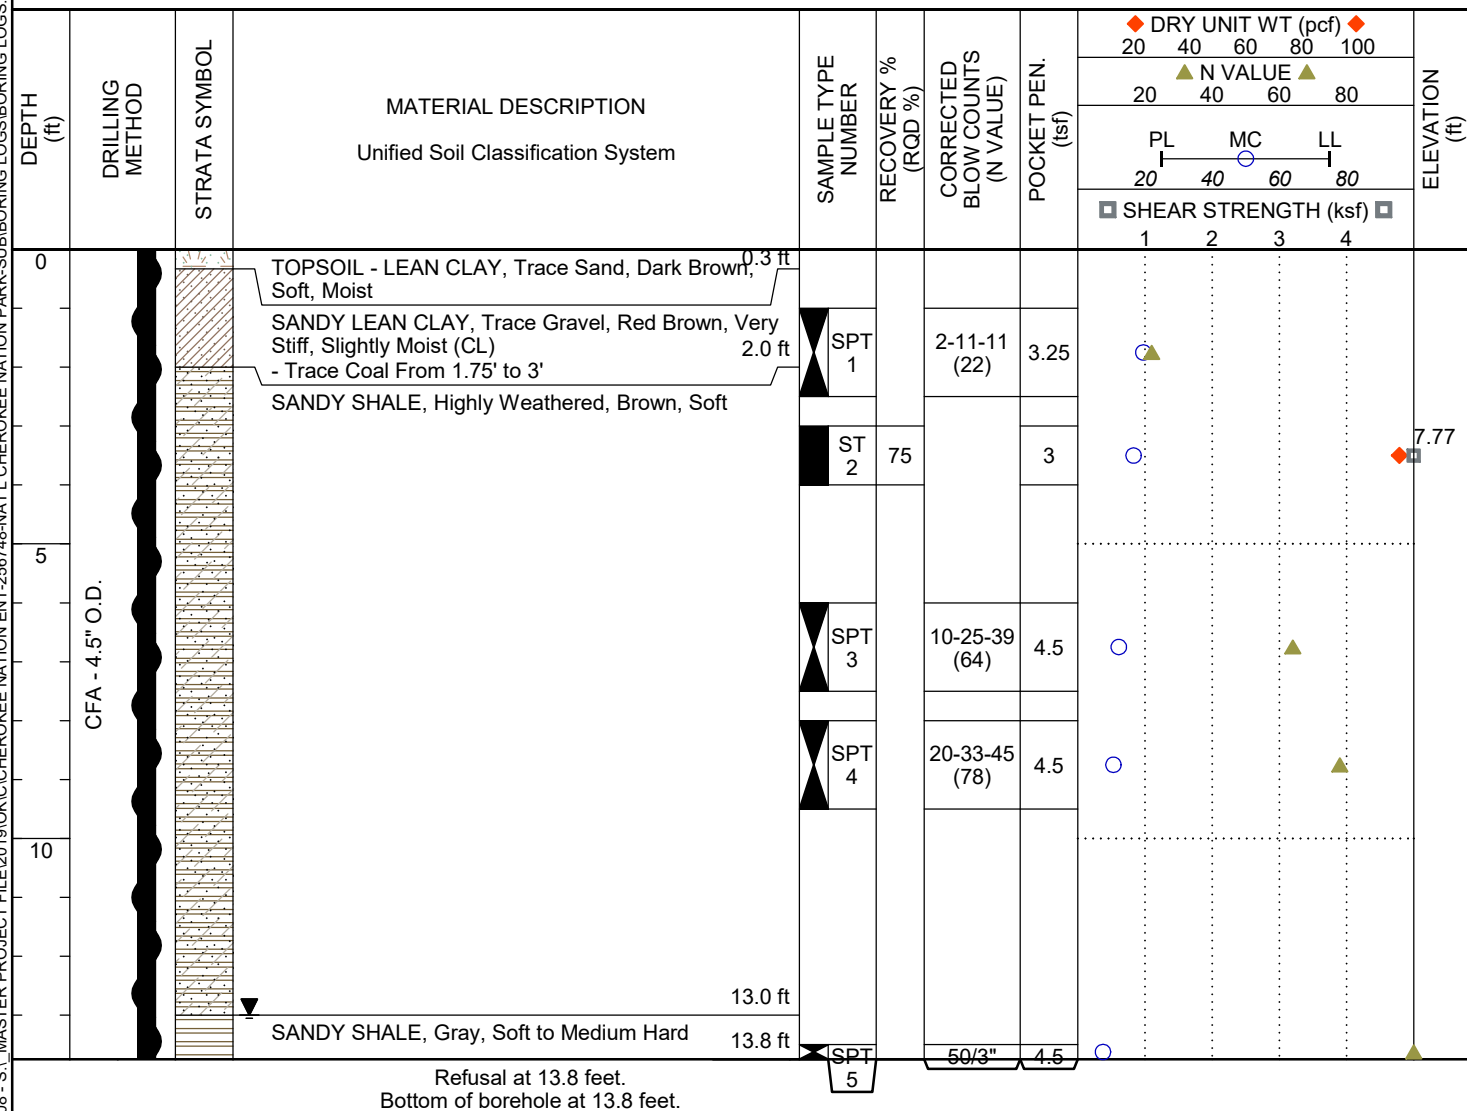 DEPTH
(ft)
DRILLING
METHOD
STRATA SYMBOL
MATERIAL DESCRIPTION
Unified Soil Classification System
SAMPLE TYPE
NUMBER
RECOVERY %
(RQD %)
CORRECTED
BLOW COUNTS
(N VALUE)
POCKET PEN.
(tsf)
DRY UNIT WT (pcf)
20 40 60 80 100
N VALUE
20 40 60 80
PL MC LL
20 40 60 80
SHEAR STRENGTH (ksf)
1 2 3 4
ELEVATION
(ft)
0
0.3 ft
TOPSOIL - LEAN CLAY, Trace Sand, Dark Brown,
Soft, Moist
SANDY LEAN CLAY, Trace Gravel, Red Brown, Very
Stiff, Slightly Moist (CL)
2.0 ft
- Trace Coal From 1.75' to 3'
SPT
1
2-11-11
(22)
3.25
SANDY SHALE, Highly Weathered, Brown, Soft
ST
2
75
3
7.77
5
CFA - 4.5" O.D.
SPT
3
10-25-39
(64)
4.5
SPT
4
20-33-45
(78)
4.5
10
13.0 ft
SANDY SHALE, Gray, Soft to Medium Hard
13.8 ft
SPT
5
50/3"
4.5
Refusal at 13.8 feet.
Bottom of borehole at 13.8 feet.